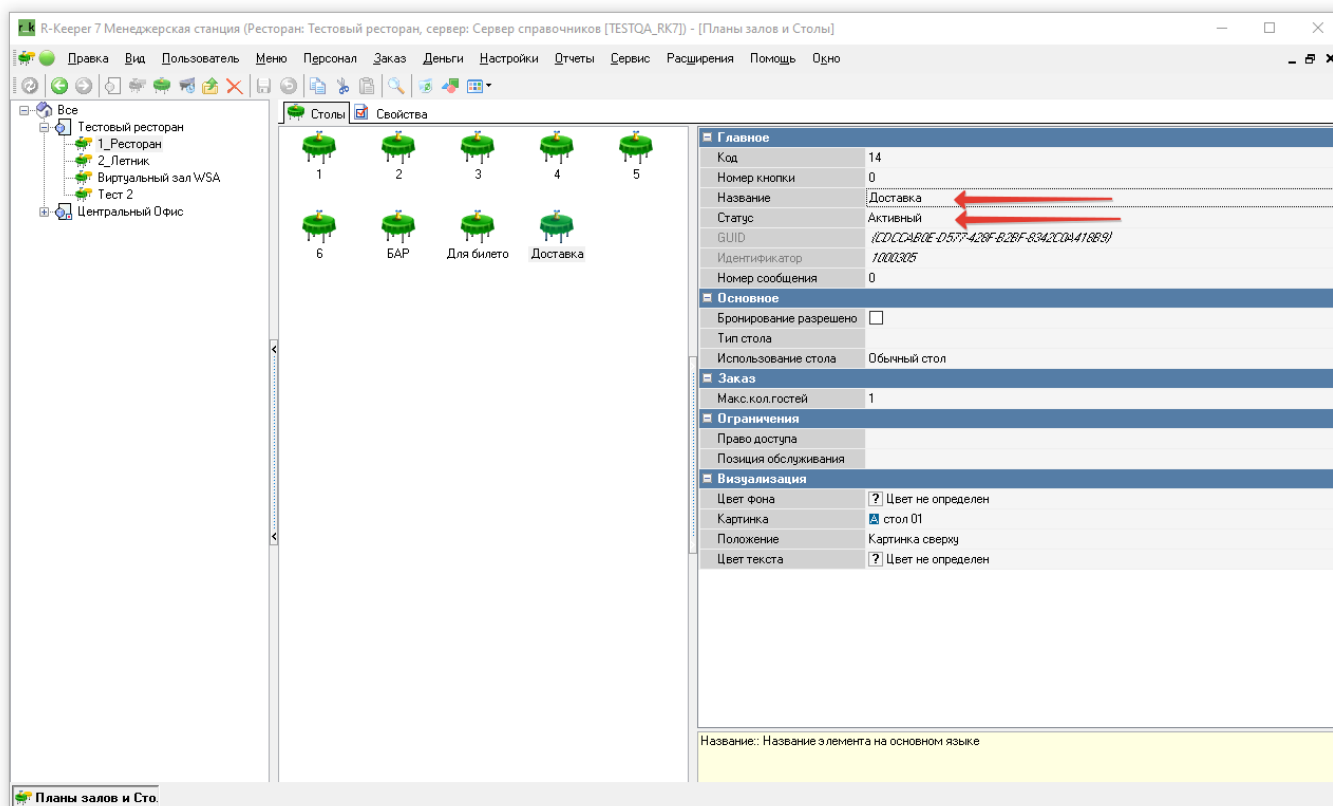 R-Keeper 7 Менеджерская станция (Ресторан: Тестовый ресторан, сервер: Сервер справочников [TESTQA_RK7]) - [Планы залов и Столы]
Правка Вид Пользователь Меню Персонал Заказ Деньги Настройки Отчеты Сервис Расширения Помощь Окно
Все
Тестовый ресторан
1_Ресторан
2_Летник
Виртуальный зал WSA
Тест 2
Центральный Офис
Столы Свойства
1 2 3 4 5
6 БАР Для билето Доставка
Главное
Код 14
Номер кнопки 0
Название Доставка
Статус Активный
GUID {CDCCAB0E-D577-428F-B2BF-8342C0A418B9}
Идентификатор 1000305
Номер сообщения 0
Основное
Бронирование разрешено
Тип стола
Использование стола Обычный стол
Заказ
Макс.кол.гостей 1
Ограничения
Право доступа
Позиция обслуживания
Визуализация
Цвет фона ? Цвет не определен
Картинка стол 01
Положение Картинка сверху
Цвет текста ? Цвет не определен
Название:: Название элемента на основном языке
Планы залов и Сто.